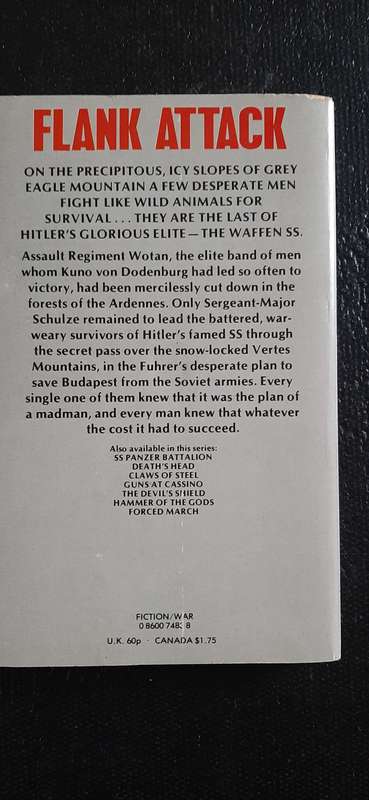 FLANK ATTACK
ON THE PRECIPITOUS, ICY SLOPES OF GREY
EAGLE MOUNTAIN A FEW DESPERATE MEN
FIGHT LIKE WILD ANIMALS FOR
SURVIVAL . . . THEY ARE THE LAST OF
HITLER'S GLORIOUS ELITE — THE WAFFEN SS.
Assault Regiment Wotan, the elite band of men
whom Kuno von Dodenburg had led so often to
victory, had been mercilessly cut down in the
forests of the Ardennes. Only Sergeant-Major
Schulze remained to lead the battered, war-
weary survivors of Hitler's famed SS through
the secret pass over the snow-locked Vertes
Mountains, in the Fuhrer's desperate plan to
save Budapest from the Soviet armies. Every
single one of them knew that it was the plan of
a madman, and every man knew that whatever
the cost it had to succeed.
Also available in this series:
SS PANZER BATTALION
DEATH'S HEAD
CLAWS OF STEEL
GUNS AT CASSINO
THE DEVIL'S SHIELD
HAMMER OF THE GODS
FORCED MARCH
FICTION/WAR
0 8600 748 8
U.K. 60p · CANADA $1.75